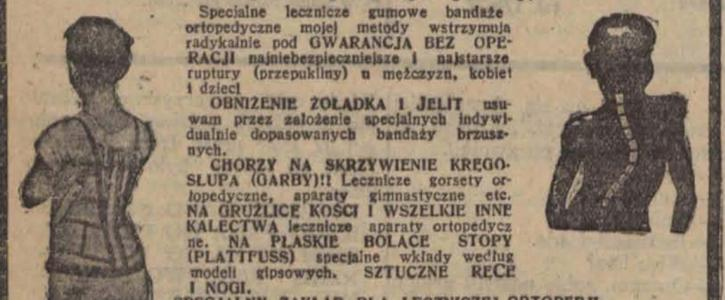 Specjalne lecznicze gumowe bandaże
ortopedyczne mojej metody wstrzymują
radykalnie pod GWARANCJĄ BEZ OPE-
RACJI najniebezpieczniejsze i najstarsze
ruptury (przepukliny) u mężczyzn, kobiet
i dzieci
OBNIŻENIE ŻOŁĄDKA I JELIT usu-
wam przez założenie specjalnych indywi-
dualnie dopasowanych bandaży brzusz-
nych.
CHORZY NA SKRZYWIENIE KRĘGO-
SŁUPA (GARBY)!! Lecznicze gorsety or-
topedyczne, aparaty gimnastyczne etc.
NA GRUŹLICĘ KOŚCI I WSZELKIE INNE
KALECTWA lecznicze aparaty ortopedycz
ne. NA PŁASKIE BOLĄCE STOPY
(PLATTFUSS) specjalne wkłady według
modeli gipsowych. SZTUCZNE RĘCE
I NOGI.